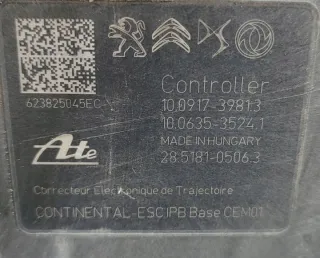 623825045EC
Controller
10.0917-3981.3
10.0635-3524.1
MADE IN HUNGARY
28.5181-0506.3
Ate
Correcteur Electronique de Trajectoire
CONTINENTAL-ESC IPB Base CEM01